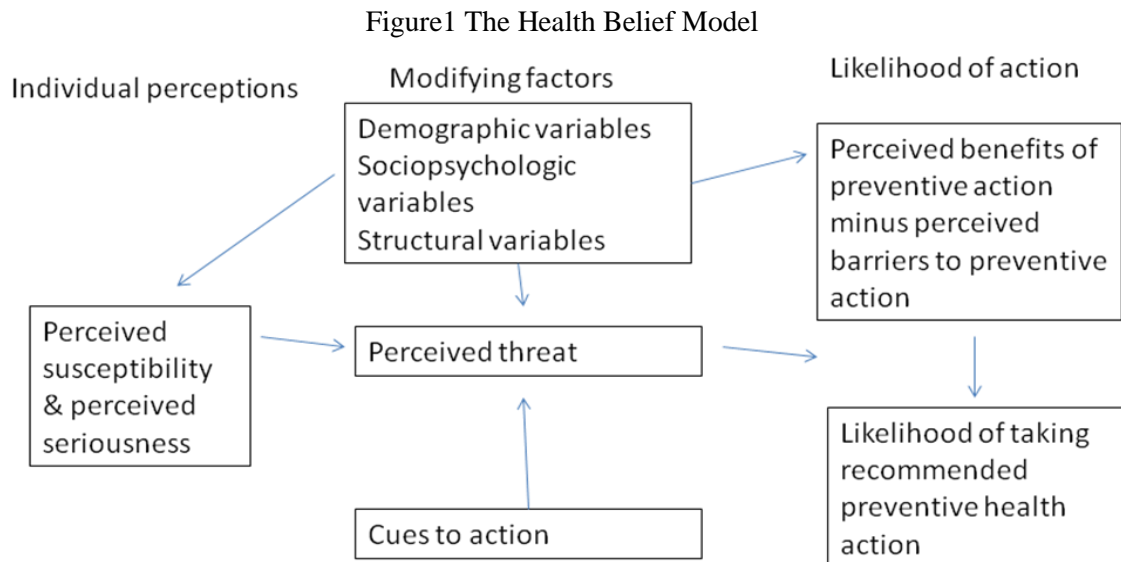 Figure1 The Health Belief Model
Individual perceptions
Modifying factors
Likelihood of action
Demographic variables
Sociopsychologic
variables
Structural variables
Perceived benefits of
preventive action
minus perceived
barriers to preventive
action
Perceived
susceptibility
& perceived
seriousness
Perceived threat
Likelihood of taking
recommended
preventive health
action
Cues to action